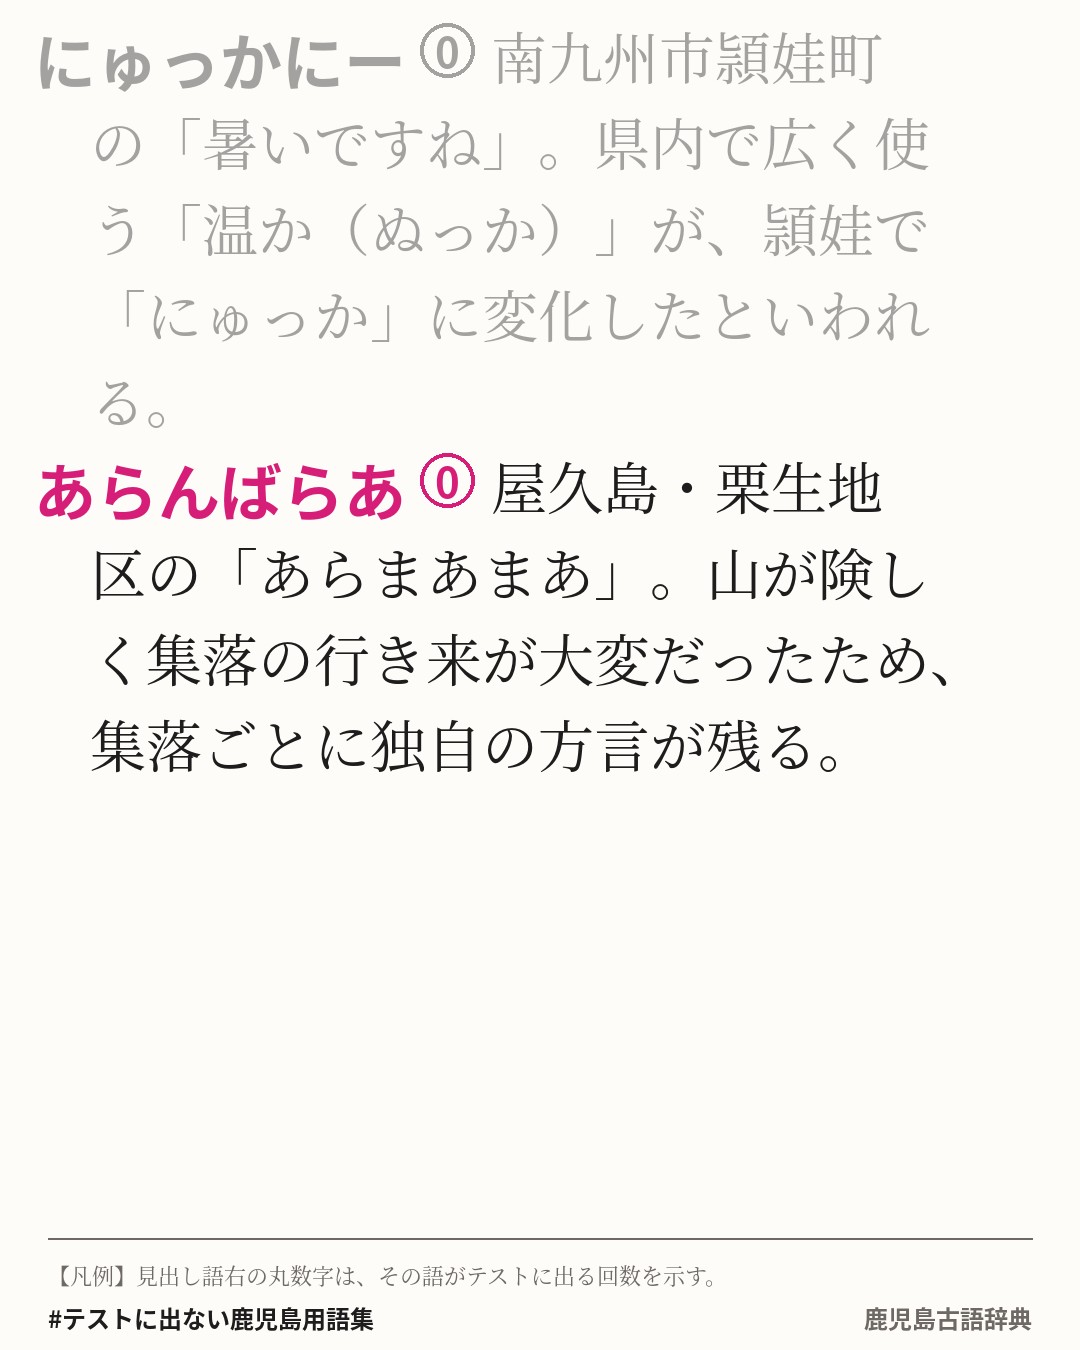 にゅっかにー ⓪ 南九州市頴娃町
の「暑いですね」。県内で広く使
う「温か（ぬっか）」が、頴娃で
「にゅっか」に変化したといわれ
る。
あらんばらあ ⓪ 屋久島・栗生地
区の「あらまあまあ」。山が険し
く集落の行き来が大変だったため、
集落ごとに独自の方言が残る。
【凡例】見出し語右の丸数字は、その語がテストに出る回数を示す。
#テストに出ない鹿児島用語集
鹿児島古語辞典